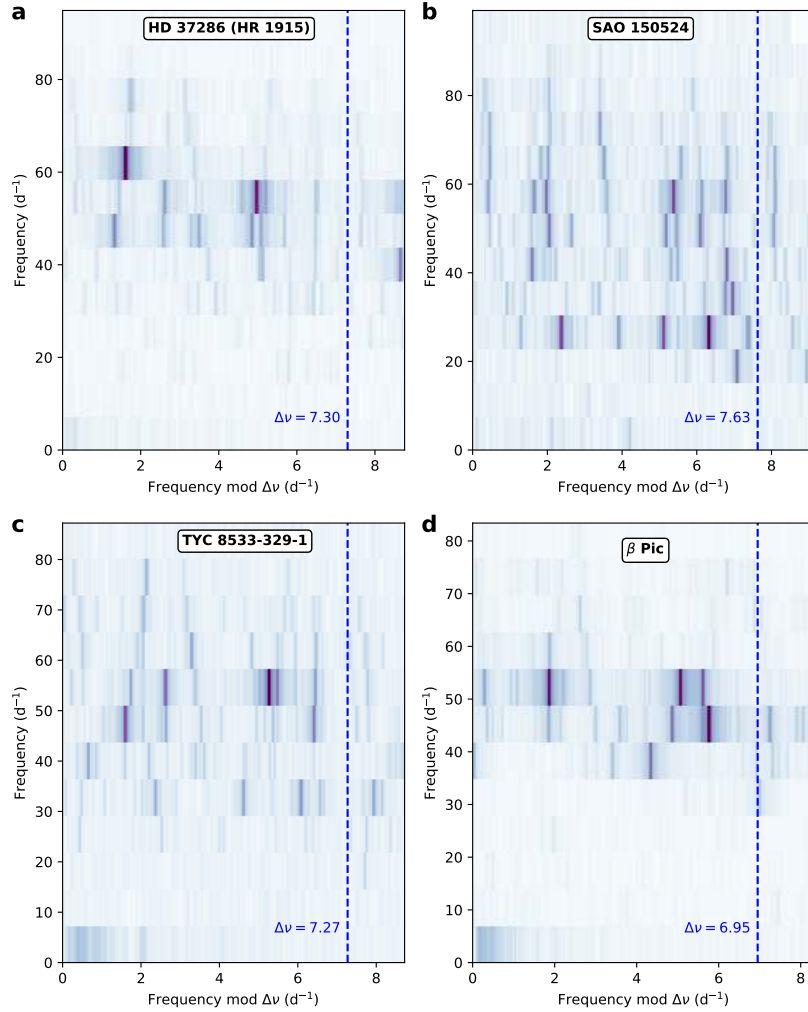 a
HD 37286 (HR 1915)
Frequency (d⁻¹)
80
60
40
20
0
Δν = 7.30
0 2 4 6 8
Frequency mod Δν (d⁻¹)
b
SAO 150524
Frequency (d⁻¹)
80
60
40
20
0
Δν = 7.63
0 2 4 6 8
Frequency mod Δν (d⁻¹)
c
TYC 8533-329-1
Frequency (d⁻¹)
80
70
60
50
40
30
20
10
0
Δν = 7.27
0 2 4 6 8
Frequency mod Δν (d⁻¹)
d
β Pic
Frequency (d⁻¹)
80
70
60
50
40
30
20
10
0
Δν = 6.95
0 2 4 6 8
Frequency mod Δν (d⁻¹)